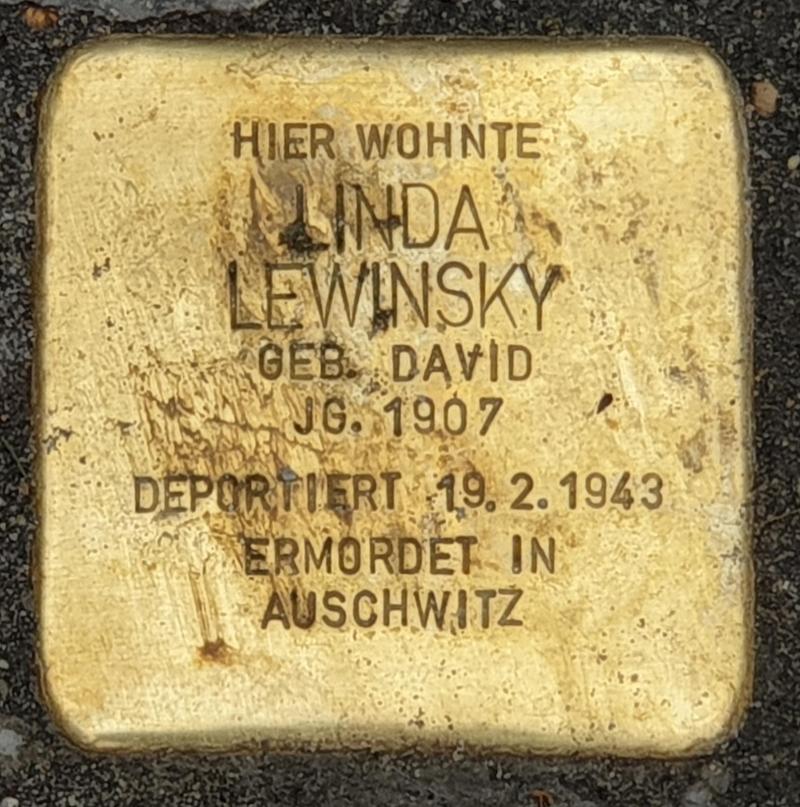 HIER WOHNTE
LINDA
LEWINSKY
GEB. DAVID
JG. 1907
DEPORTIERT 19.2.1943
ERMORDET IN
AUSCHWITZ